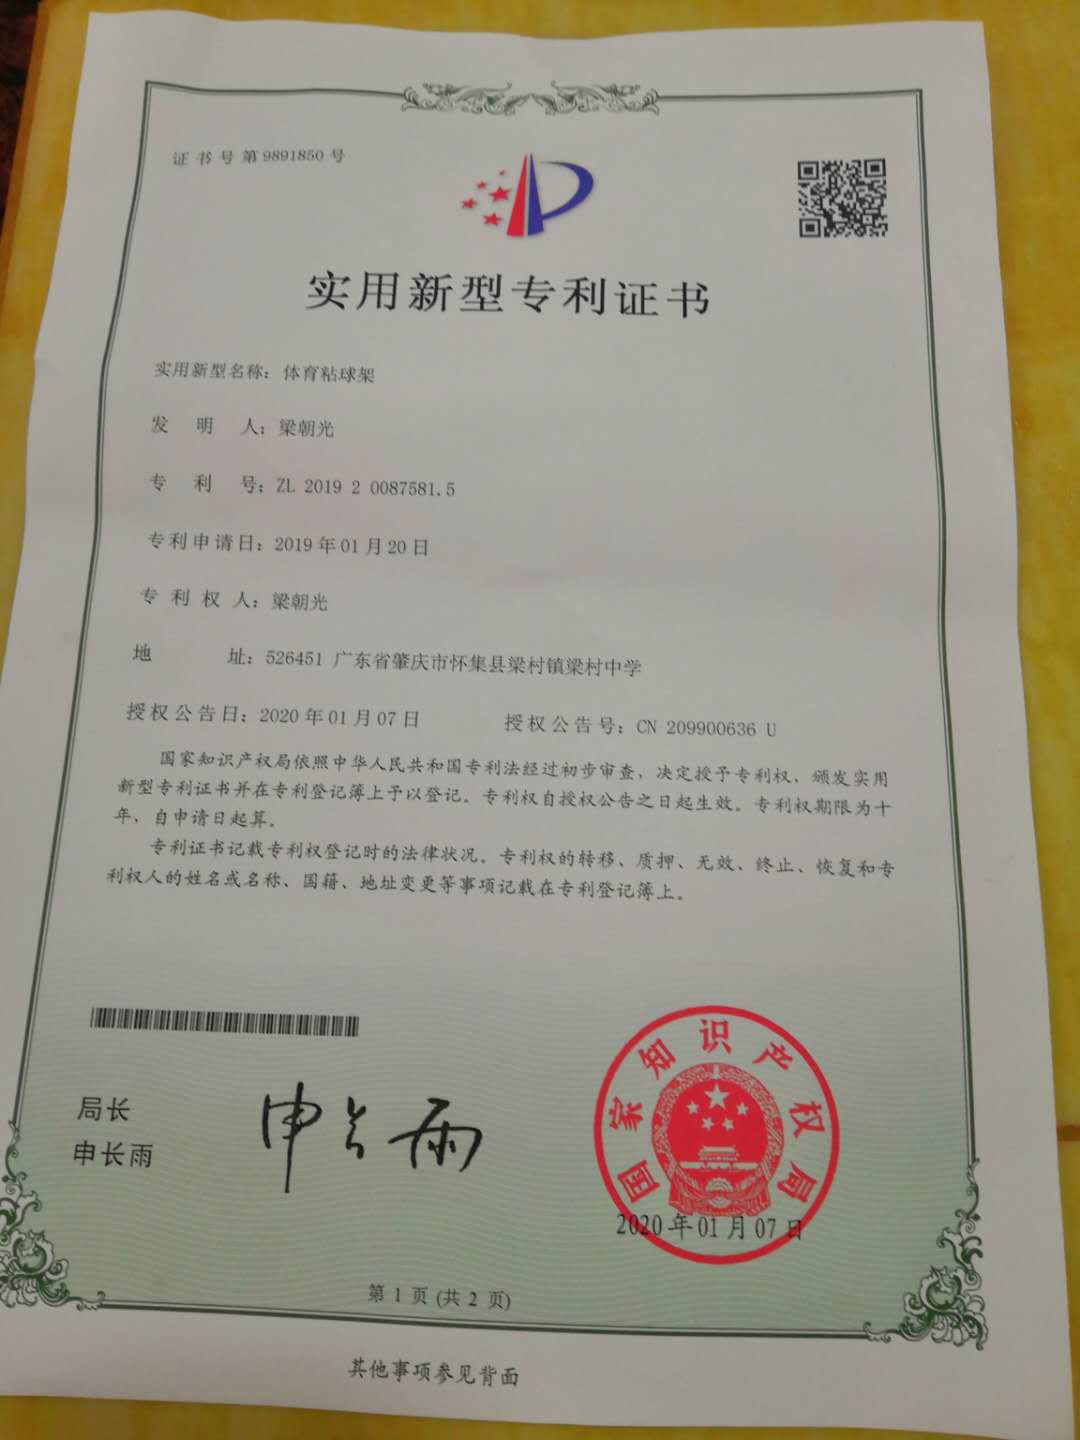 证书号第9891850号
实用新型专利证书
实用新型名称：体育粘球架
发明人：梁朝光
专利号：ZL 2019 2 0087581.5
专利申请日：2019年01月20日
专利权人：梁朝光
地址：526451 广东省肇庆市怀集县梁村镇梁村中学
授权公告日：2020年01月07日 授权公告号：CN 209900636 U
国家知识产权局依照中华人民共和国专利法经过初步审查，决定授予专利权、颁发实用
新型专利证书并在专利登记簿上予以登记。专利权自授权公告之日起生效。专利权期限为十
年，自申请日起算。
专利证书记载专利权登记时的法律状况。专利权的转移、质押、无效、终止、恢复和专
利权人的姓名或名称、国籍、地址变更等事项记载在专利登记簿上。
局长
申长雨
申长雨
国家知识产权局
2020年01月07日
第 1 页 (共 2 页)
其他事项参见背面